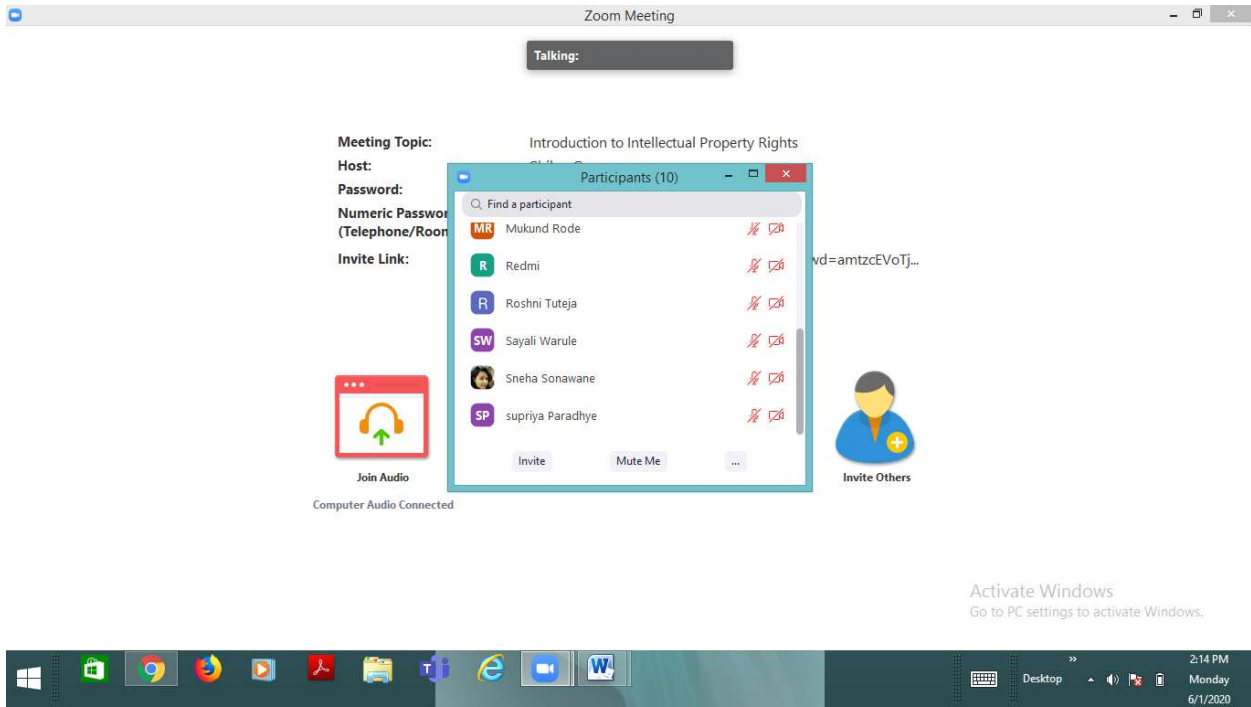 Zoom Meeting
Talking:
Meeting Topic: Introduction to Intellectual Property Rights
Host:
Participants (10)
Password:
Find a participant
Numeric
(Telephone
MR Mukund Rode
Invite Link: wd=amtzcEVoTj...
R Redmi
R Roshni Tuteja
SW Sayali Warule
Sneha Sonawane
SP supriya Paradhye
Invite Mute Me ...
Join Audio
Invite Others
Computer Audio Connected
Activate Windows
Go to PC settings to activate Windows.
Desktop
»
2:14 PM
Monday
6/1/2020